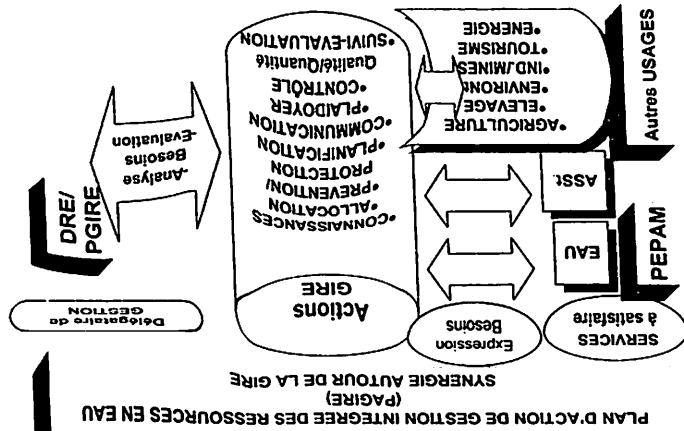 PLAN D'ACTION DE GESTION INTEGREE DES RESSOURCES EN EAU
(PAGIRE)
SYNERGIE AUTOUR DE LA GIRE
SERVICES
à satisfaire
Expression
Besoins
Actions
GIRE
Délégataire de
GESTION
PEPAM
EAU
ASSt.
Autres USAGES
•AGRICULTURE
•ELEVAGE
•ENVIRONT
•IND.MINES
•TOURISME
•ENERGIE
•CONNAISSANCES
•ALLOCATION
•PREVENTION/
PROTECTION
•PLANIFICATION
•COMMUNICATION
•PLAIDOYER
•CONTRÔLE
Qualité/Quantité
•SUIVI-EVALUATION
-Analyse
Besoins
-Evaluation
DRE/
PGIRE